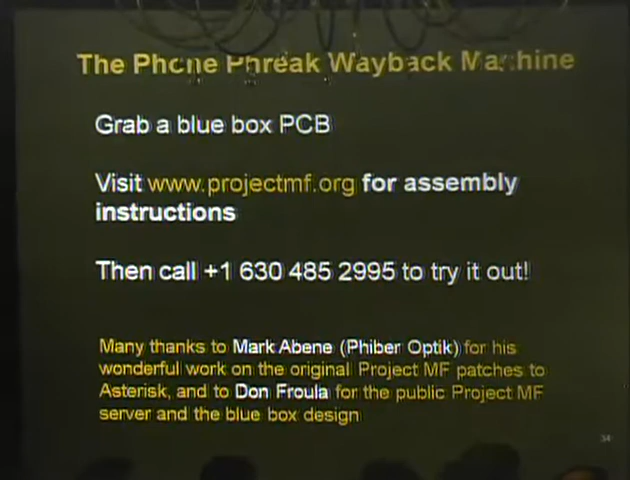 The Phone Phreak Wayback Machine
Grab a blue box PCB
Visit www.projectmf.org for assembly
instructions
Then call +1 630 485 2995 to try it out!
Many thanks to Mark Abene (Phiber Optik) for his
wonderful work on the original Project MF patches to
Asterisk, and to Don Froula for the public Project MF
server and the blue box design
34